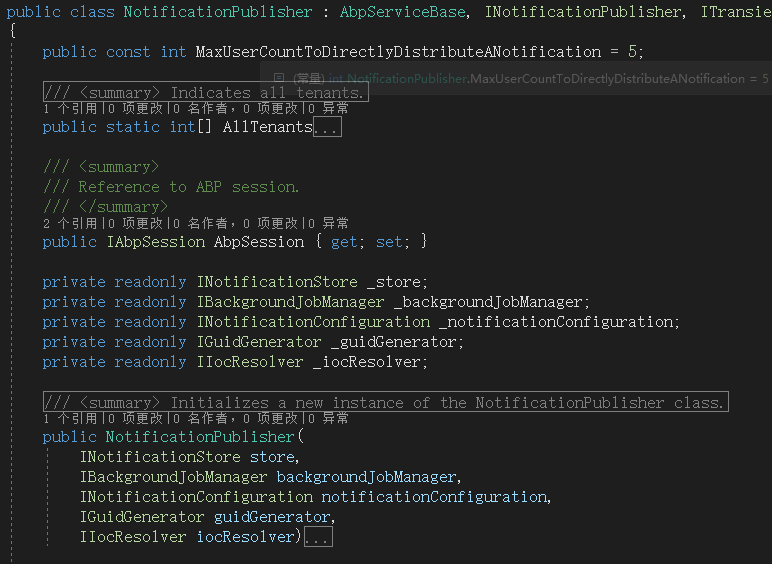 public class NotificationPublisher : AbpServiceBase, INotificationPublisher, ITransie
{
public const int MaxUserCountToDirectlyDistributeANotification = 5;
(常量) int NotificationPublisher.MaxUserCountToDirectlyDistributeANotification = 5
/// <summary> Indicates all tenants.
1 个引用|0 项更改|0 名作者, 0 项更改|0 异常
public static int[] AllTenants...
/// <summary>
/// Reference to ABP session.
/// </summary>
2 个引用|0 项更改|0 名作者, 0 项更改|0 异常
public IAbpSession AbpSession { get; set; }
private readonly INotificationStore _store;
private readonly IBackgroundJobManager _backgroundJobManager;
private readonly INotificationConfiguration _notificationConfiguration;
private readonly IGuidGenerator _guidGenerator;
private readonly IIocResolver _iocResolver;
/// <summary> Initializes a new instance of the NotificationPublisher class.
1 个引用|0 项更改|0 名作者, 0 项更改|0 异常
public NotificationPublisher(
INotificationStore store,
IBackgroundJobManager backgroundJobManager,
INotificationConfiguration notificationConfiguration,
IGuidGenerator guidGenerator,
IIocResolver iocResolver)...